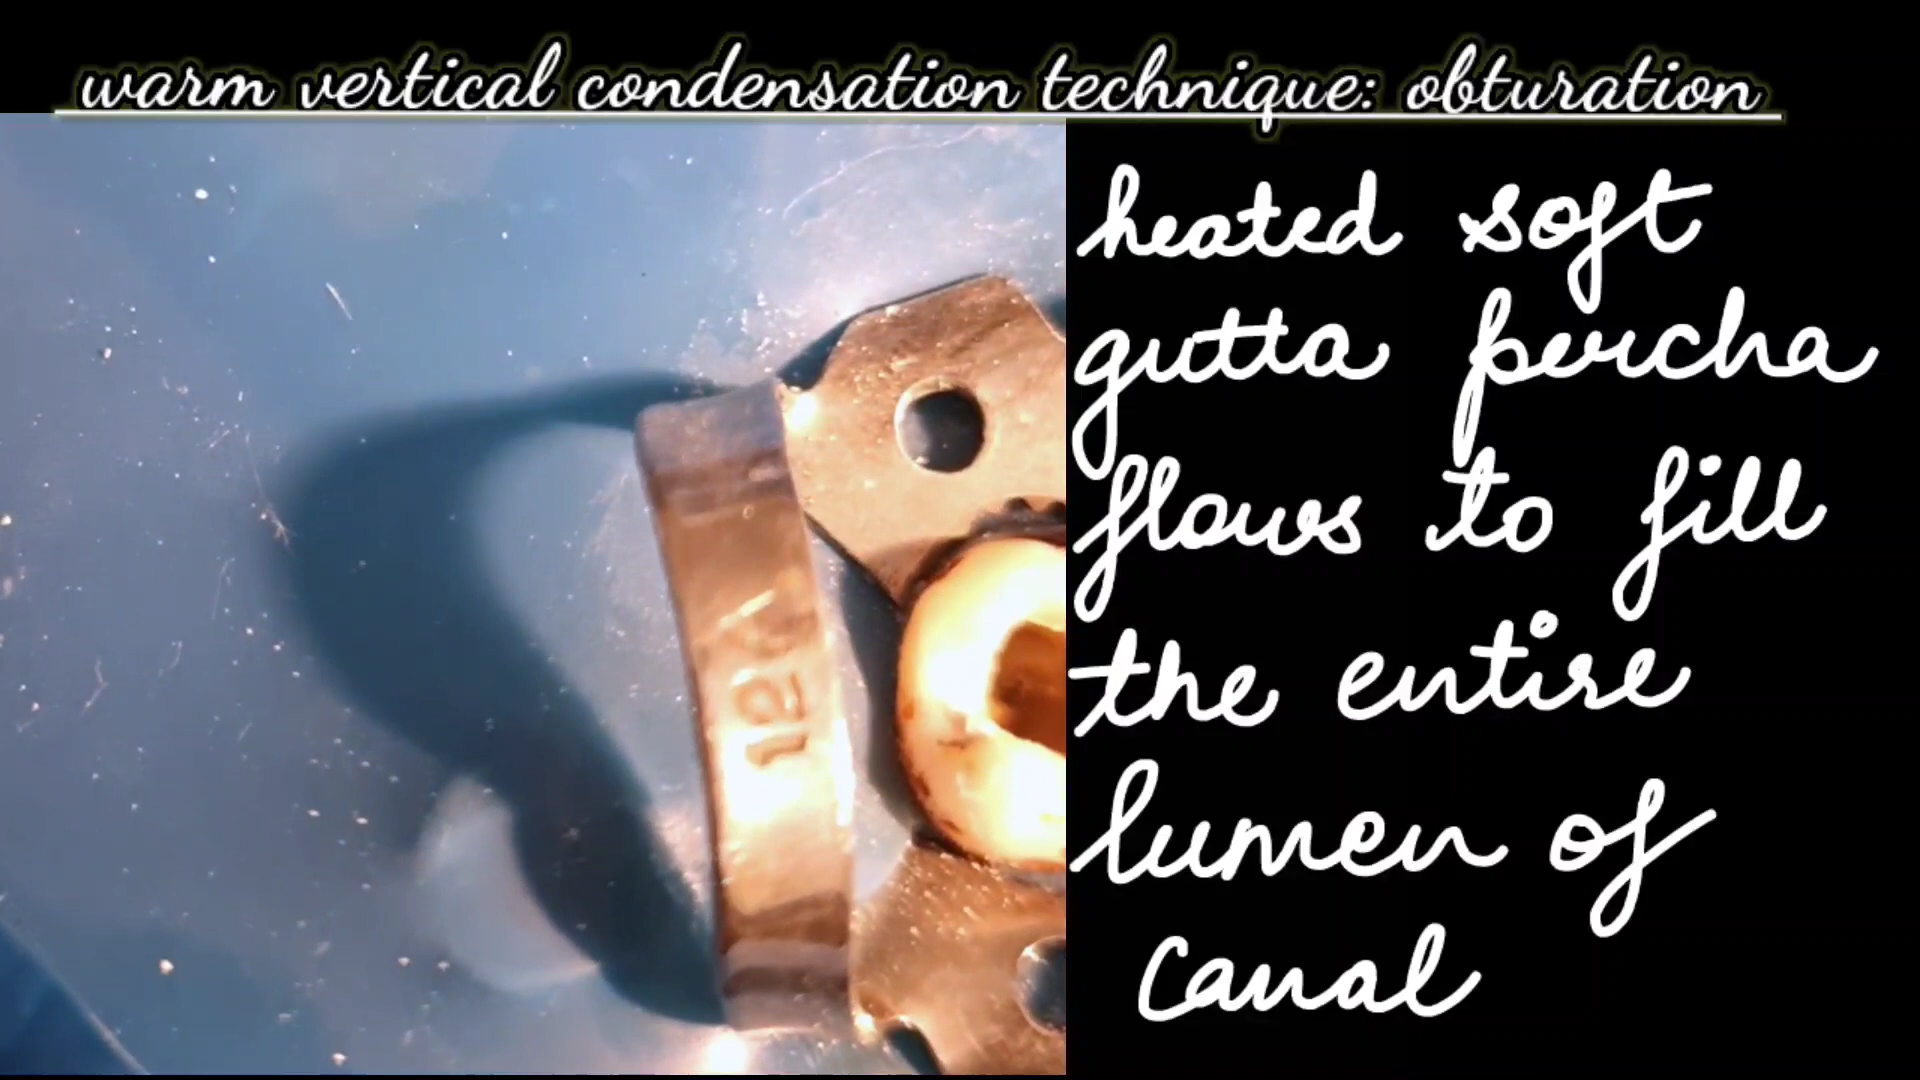 warm vertical condensation technique: obturation
heated soft
gutta percha
flows to fill
the entire
lumen of
canal